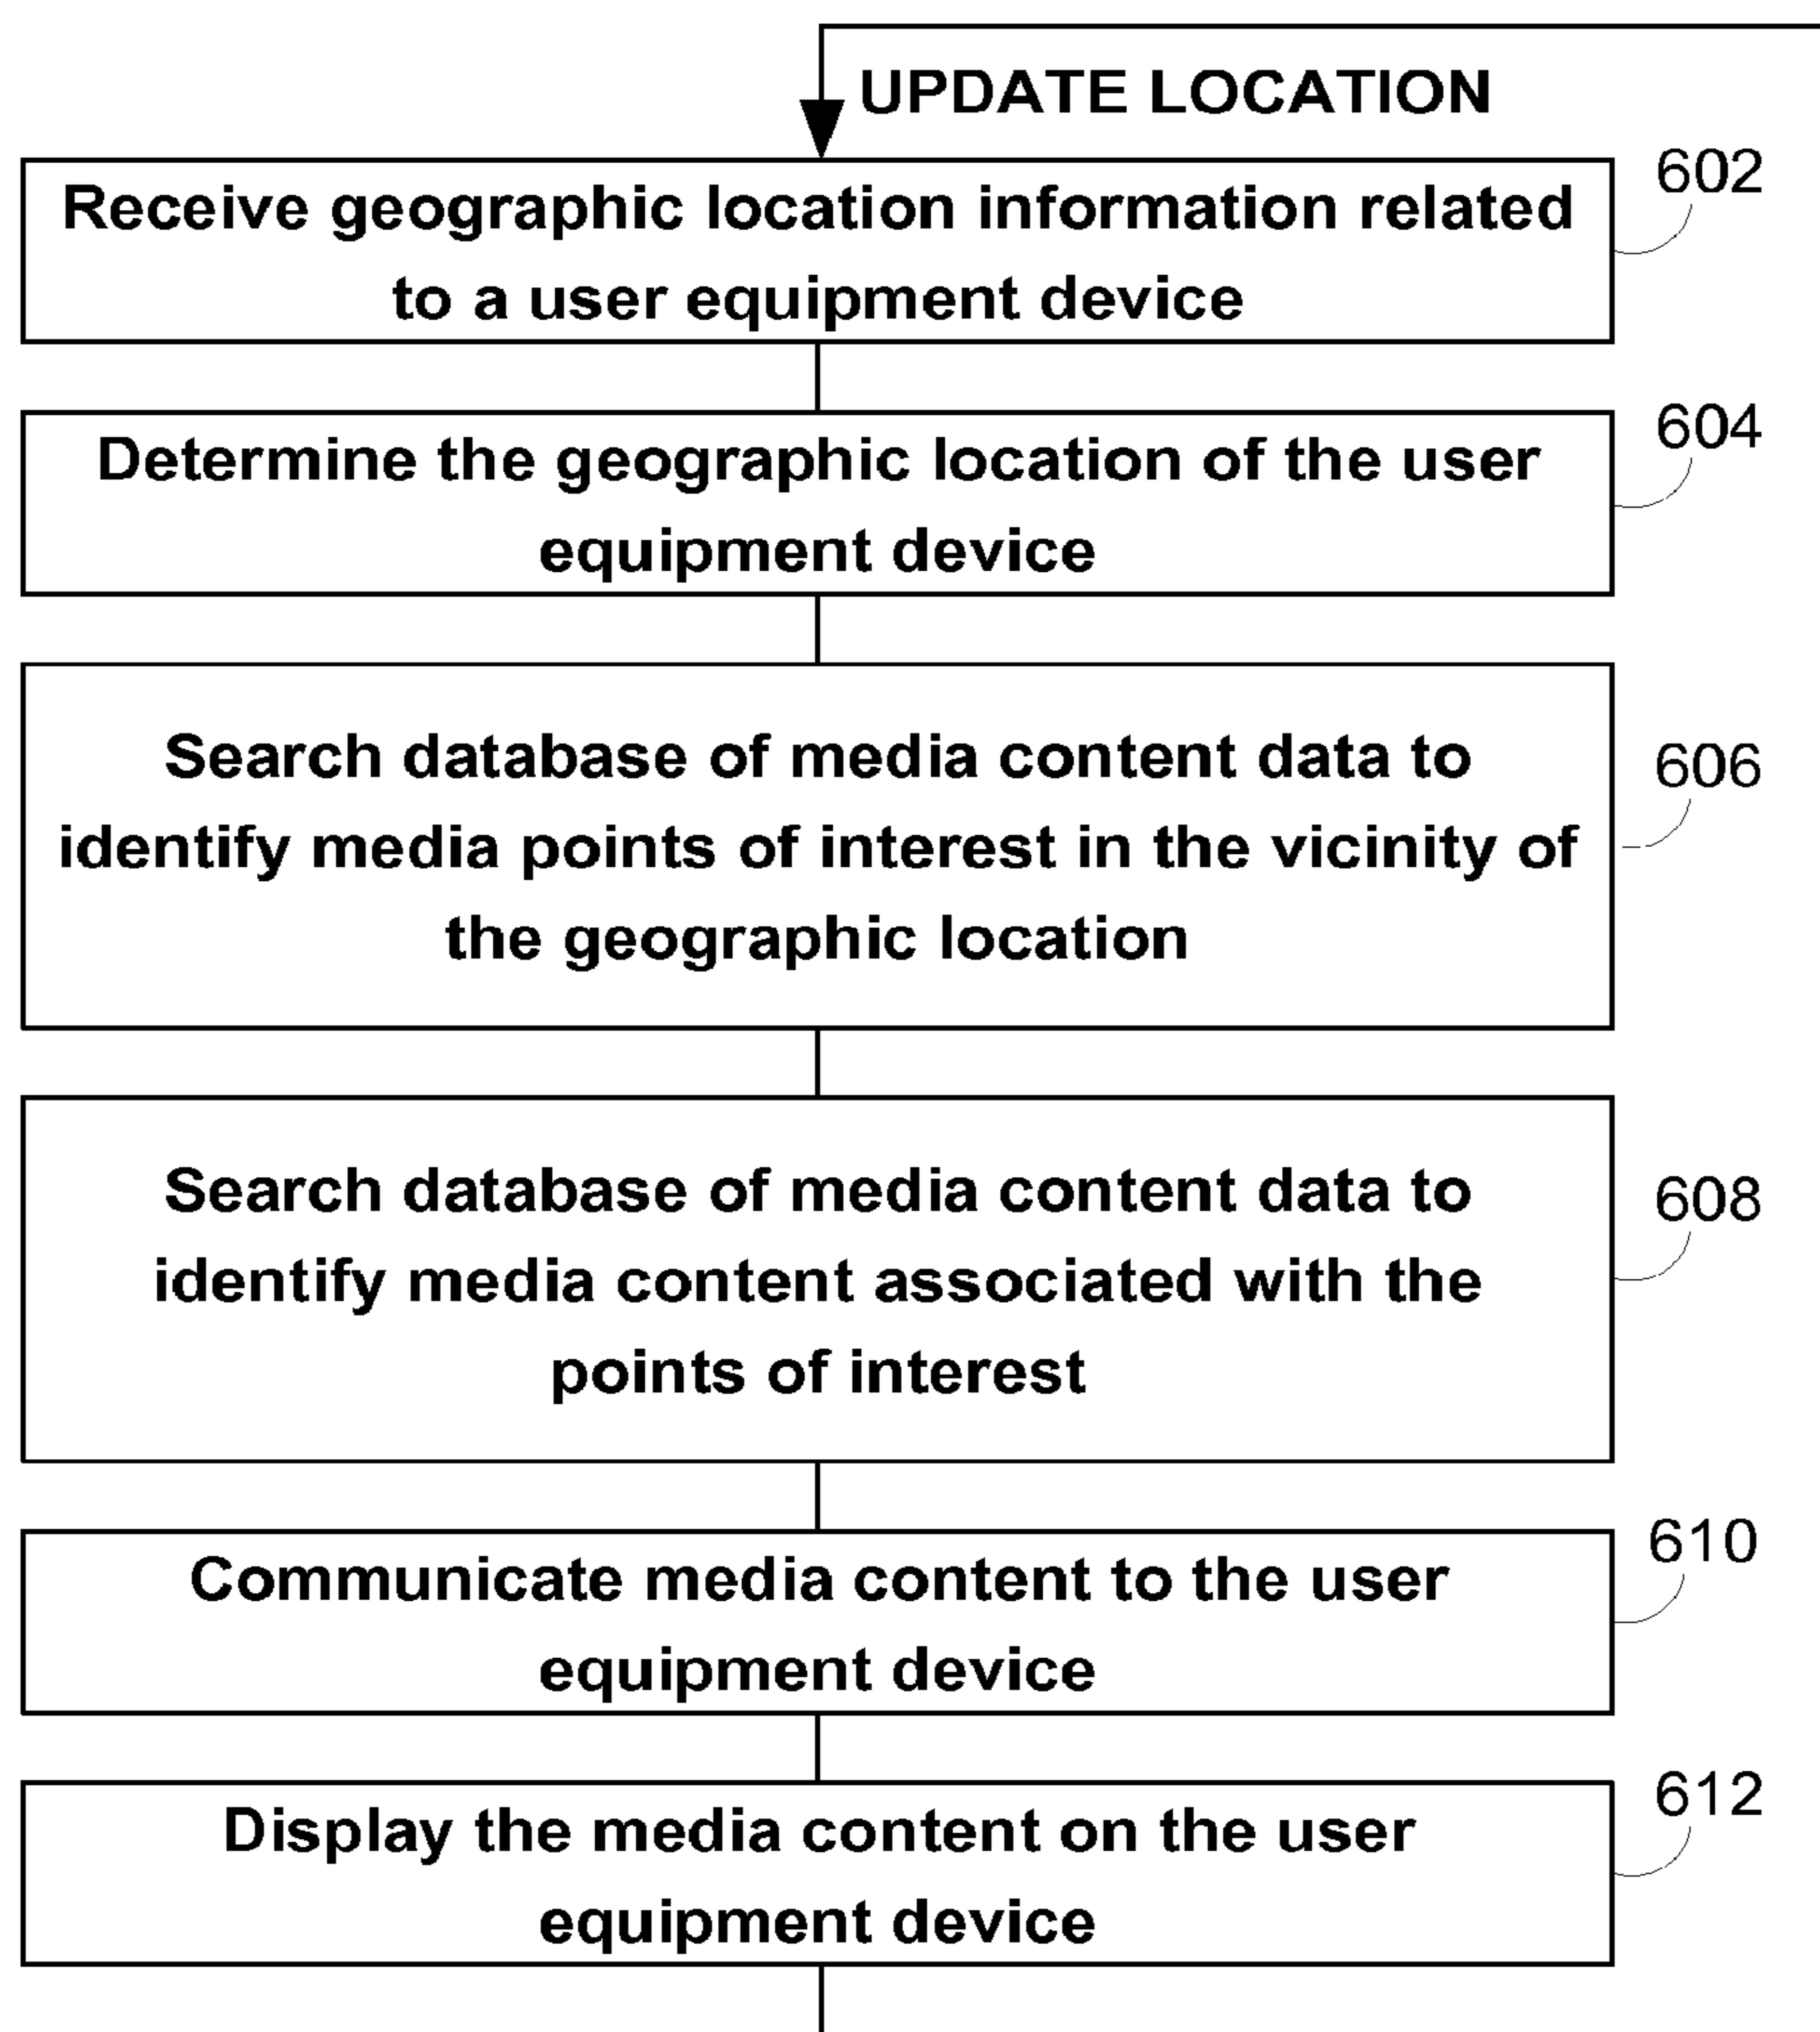 UPDATE LOCATION
602
Receive geographic location information related
to a user equipment device
604
Determine the geographic location of the user
equipment device
606
Search database of media content data to
identify media points of interest in the vicinity of
the geographic location
608
Search database of media content data to
identify media content associated with the
points of interest
610
Communicate media content to the user
equipment device
612
Display the media content on the user
equipment device